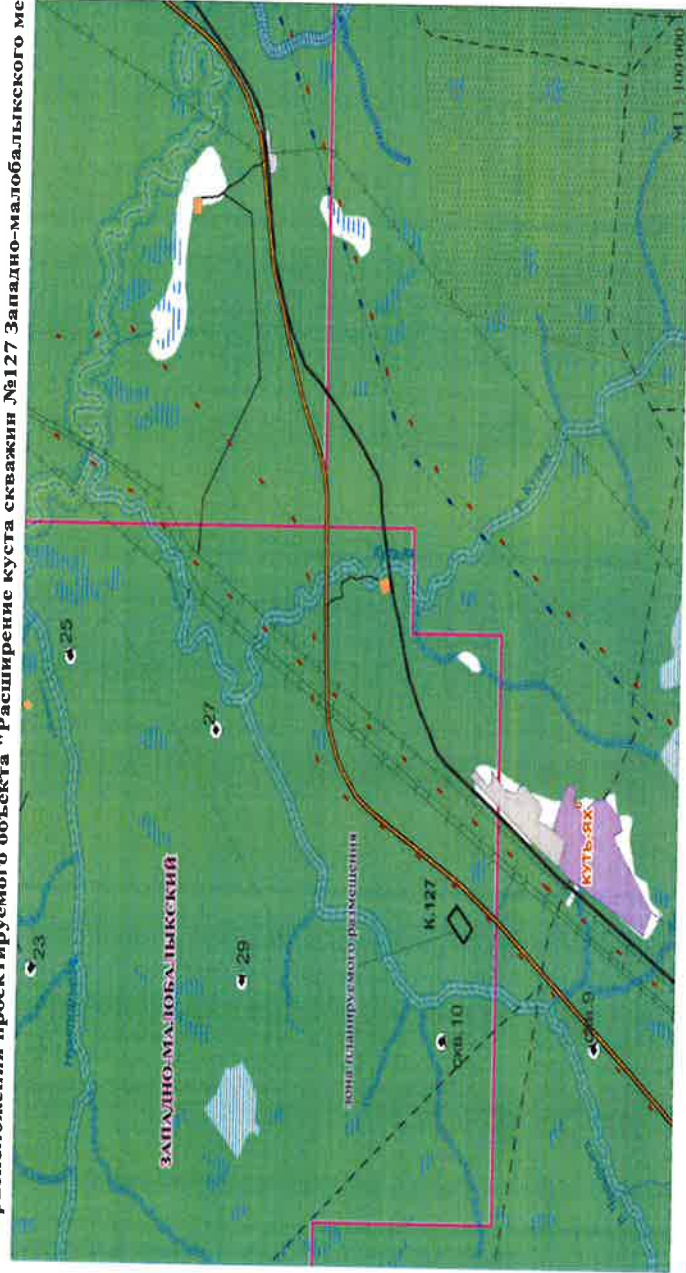 расположения проектируемого объекта "Расширение куста скважин №127 Западно-малобалыкского ме
23
25
27
29
ЗАПАДНО-МАЛОБАЛЫКСКИЙ
зона планируемого размещения
К.127
скв.10
скв.9
КУТЬ-ЯХ
М 1 : 100 000